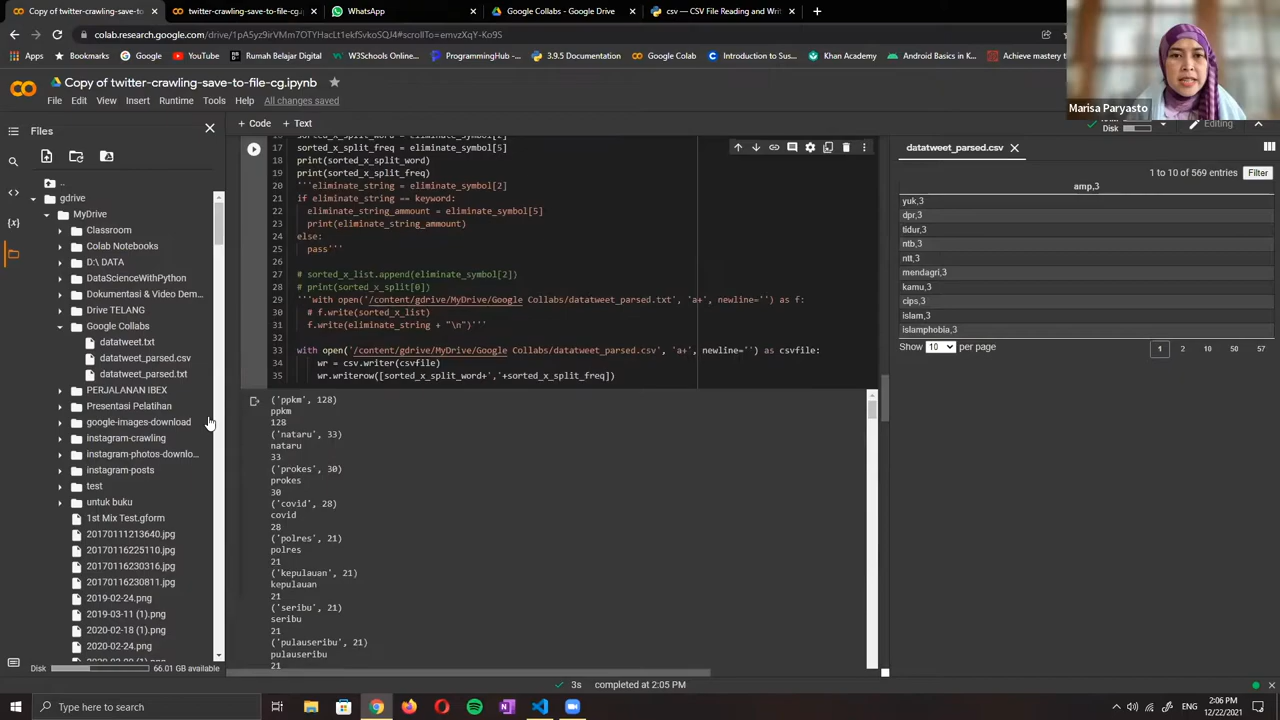 Copy of twitter-crawling-save-to
twitter-crawling-save-to-file-cg.i
WhatsApp
Google Collabs - Google Drive
csv — CSV File Reading and Writ
colab.research.google.com/drive/1pA5yz9irVMm7OTYHacLt1ekfSvkoSQJ4#scrollTo=emvzXqY-Ko9S
Apps
Bookmarks
Google
YouTube
Rumah Belajar Digital
W3Schools Online...
ProgrammingHub,...
3.9.5 Documentation
Google Colab
Introduction to Sus...
Khan Academy
Android Basics in K...
Achieve mastery
Marisa Paryasto
Copy of twitter-crawling-save-to-file-cg.ipynb
File Edit View Insert Runtime Tools Help All changes saved
Files
+ Code + Text
Disk
Editing
..
gdrive
MyDrive
Classroom
Colab Notebooks
D:\ DATA
DataScienceWithPython
Dokumentasi & Video Dem...
Drive TELANG
Google Collabs
datatweet.txt
datatweet_parsed.csv
datatweet_parsed.txt
PERJALANAN IBEX
Presentasi Pelatihan
google-images-download
instagram-crawling
instagram-photos-downlo...
instagram-posts
test
untuk buku
1st Mix Test.gform
20170111213640.jpg
20170116225110.jpg
20170116230316.jpg
20170116230811.jpg
2019-02-24.png
2019-03-11 (1).png
2020-02-18 (1).png
2020-02-24.png
Disk 66.01 GB available
16 sorted_x_split_word = eliminate_symbol[2]
17 sorted_x_split_freq = eliminate_symbol[5]
18 print(sorted_x_split_word)
19 print(sorted_x_split_freq)
20 '''eliminate_string = eliminate_symbol[2]
21 if eliminate_string == keyword:
22 eliminate_string_ammount = eliminate_symbol[5]
23 print(eliminate_string_amount)
24 else:
25 pass'''
26
27 # sorted_x_list.append(eliminate_symbol[2])
28 # print(sorted_x_split[0])
29 '''with open('/content/gdrive/MyDrive/Google Collabs/datatweet_parsed.txt', 'a+', newline='') as f:
30 # f.write(sorted_x_list)
31 f.write(eliminate_string + "\n")'''
32
33 with open('/content/gdrive/MyDrive/Google Collabs/datatweet_parsed.csv', 'a+', newline='') as csvfile:
34 wr = csv.writer(csvfile)
35 wr.writerow([sorted_x_split_word+','+sorted_x_split_freq])
('ppkm', 128)
ppkm
128
('nataru', 33)
nataru
33
('prokes', 30)
prokes
30
('covid', 28)
covid
28
('polres', 21)
polres
21
('kepulauan', 21)
kepulauan
21
('seribu', 21)
seribu
21
('pulauseribu', 21)
pulauseribu
21
datatweet_parsed.csv
1 to 10 of 569 entries Filter
amp,3
yuk,3
dpr,3
tidur,3
ntb,3
ntt,3
mendagri,3
kamu,3
cips,3
islam,3
islamphobia,3
Show 10 per page
1 2 10 50 57
3s completed at 2:05 PM
Type here to search
ENG
2:06 PM
12/22/2021